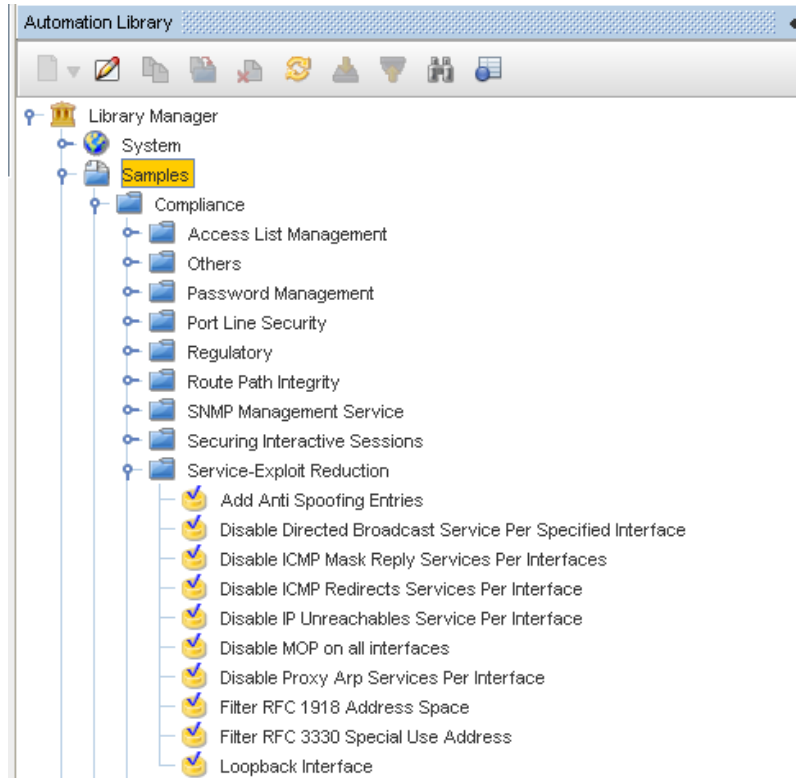 Automation Library
Library Manager
System
Samples
Compliance
Access List Management
Others
Password Management
Port Line Security
Regulatory
Route Path Integrity
SNMP Management Service
Securing Interactive Sessions
Service-Exploit Reduction
Add Anti Spoofing Entries
Disable Directed Broadcast Service Per Specified Interface
Disable ICMP Mask Reply Services Per Interfaces
Disable ICMP Redirects Services Per Interface
Disable IP Unreachables Service Per Interface
Disable MOP on all interfaces
Disable Proxy Arp Services Per Interface
Filter RFC 1918 Address Space
Filter RFC 3330 Special Use Address
Loopback Interface